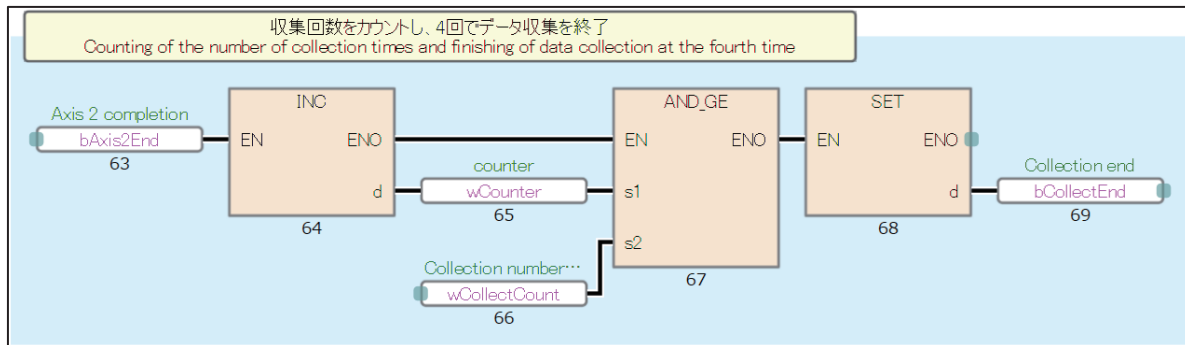 収集回数をカウントし、4回でデータ収集を終了
Counting of the number of collection times and finishing of data collection at the fourth time
Axis 2 completion
bAxis2End
63
INC
EN
ENO
d
64
counter
wCounter
65
Collection number…
wCollectCount
66
AND_GE
EN
ENO
s1
s2
67
SET
EN
ENO
d
68
Collection end
bCollectEnd
69